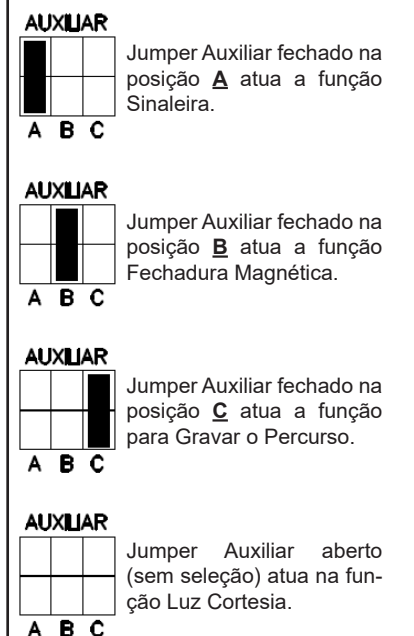 AUXILIAR
A B C
Jumper Auxiliar fechado na
posição A atua a função
Sinaleira.
AUXILIAR
A B C
Jumper Auxiliar fechado na
posição B atua a função
Fechadura Magnética.
AUXILIAR
A B C
Jumper Auxiliar fechado na
posição C atua a função
para Gravar o Percurso.
AUXILIAR
A B C
Jumper Auxiliar aberto
(sem seleção) atua na fun-
ção Luz Cortesia.